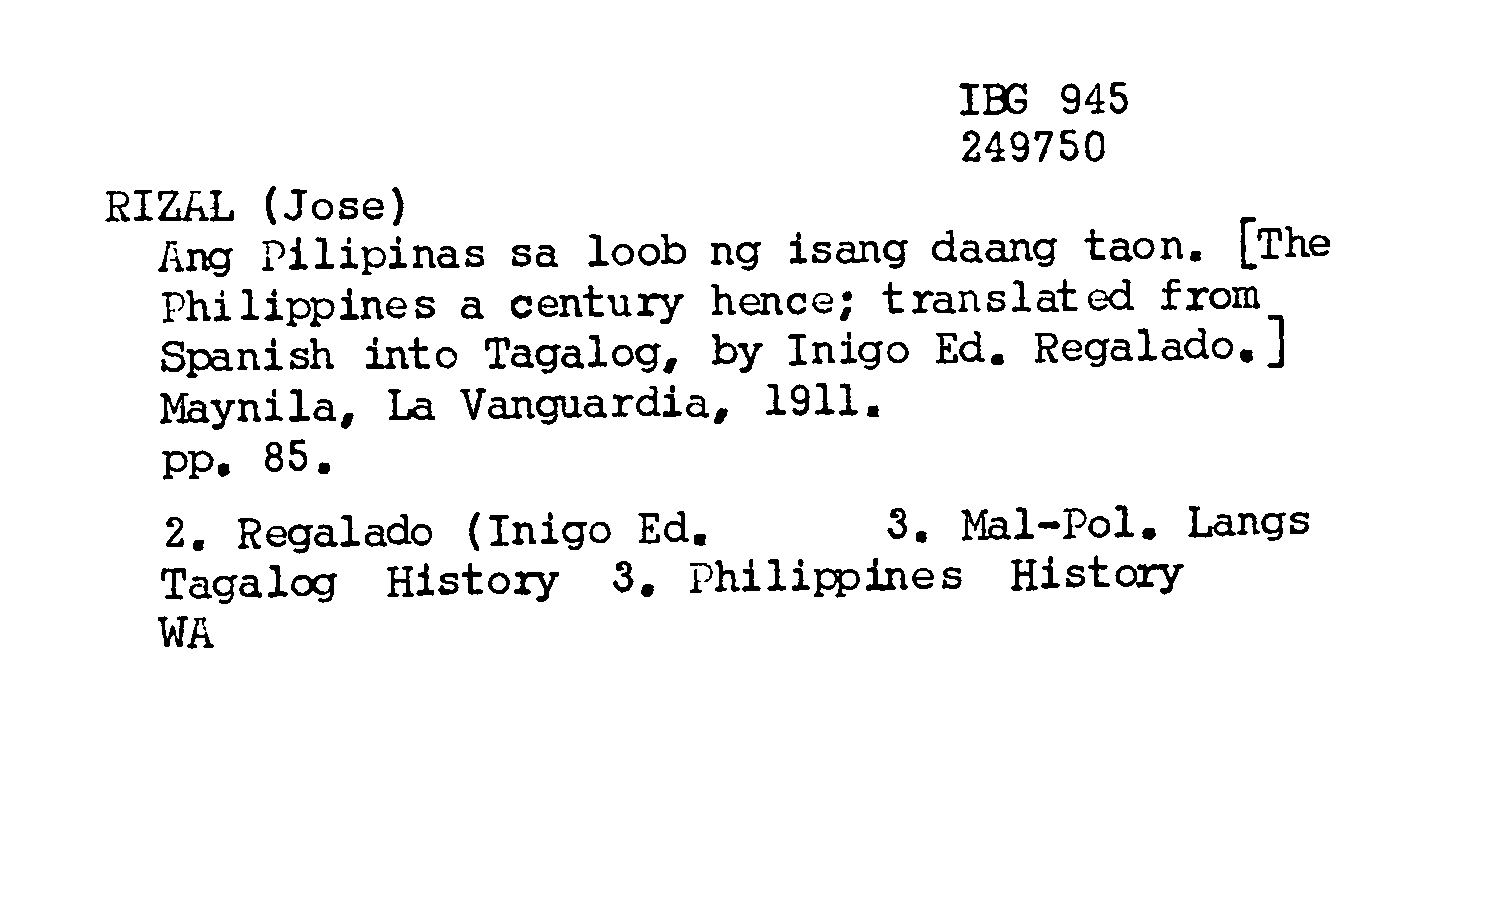 IBG 945
249750
RIZAL (Jose)
Ang Pilipinas sa loob ng isang daang taon. [The
Philippines a century hence; translated from
Spanish into Tagalog, by Inigo Ed. Regalado.]
Maynila, La Vanguardia, 1911.
pp. 85.
2. Regalado (Inigo Ed. 3. Mal-Pol. Langs
Tagalog History 3. Philippines History
WA